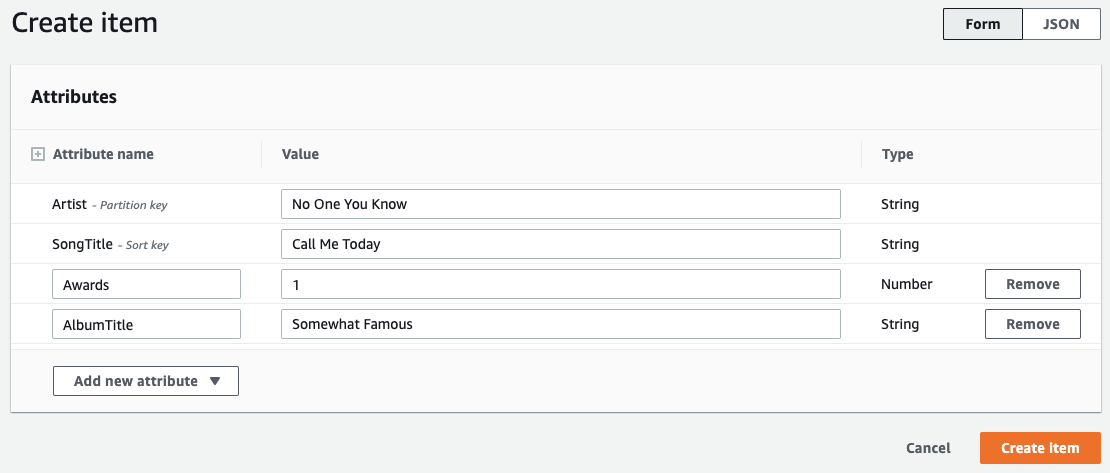 Create item
Form JSON
Attributes
Attribute name Value Type
Artist - Partition key No One You Know String
SongTitle - Sort key Call Me Today String
Awards 1 Number Remove
AlbumTitle Somewhat Famous String Remove
Add new attribute
Cancel Create item